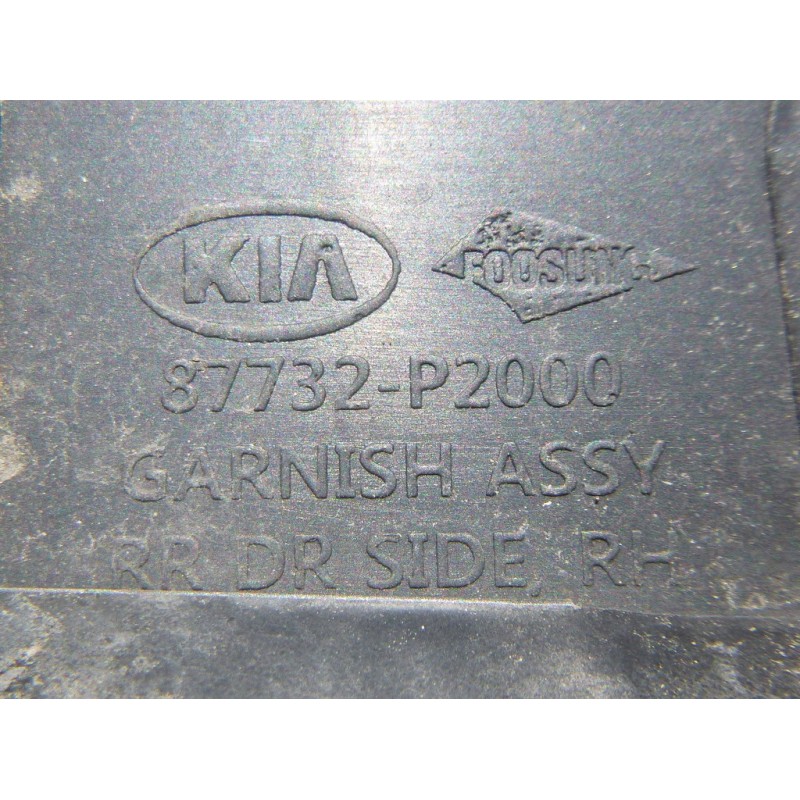 KIA
87732-P2000
GARNISH ASSY
RR DR SIDE, RH